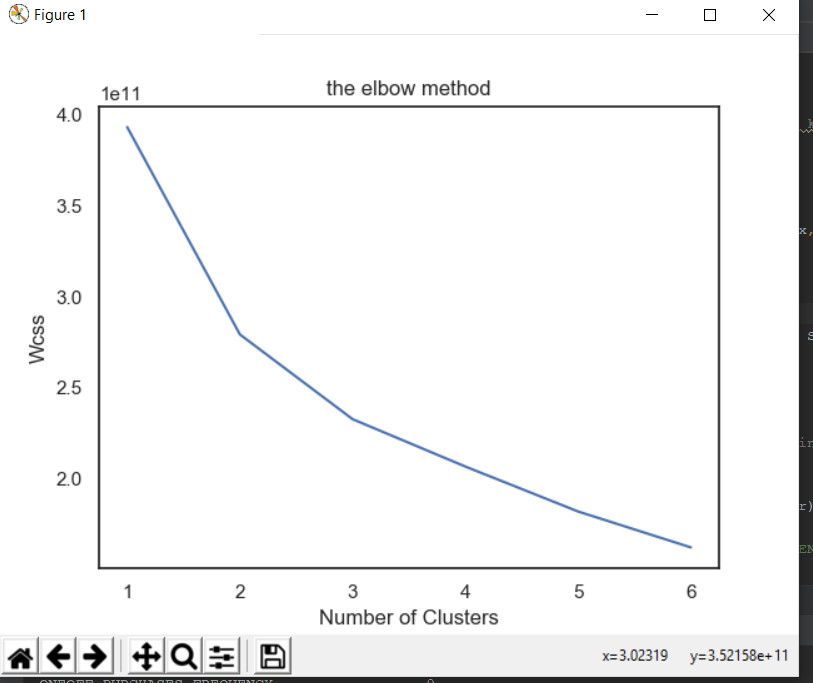 Figure 1
the elbow method
1e11
4.0
3.5
3.0
2.5
2.0
Wcss
1 2 3 4 5 6
Number of Clusters
x=3.02319 y=3.52158e+11